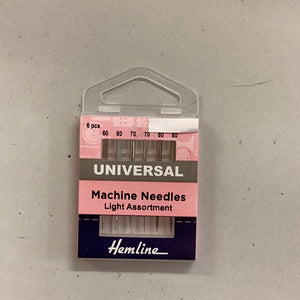 6 pcs
60 60 70 70 80 80
UNIVERSAL
Machine Needles
Light Assortment
Hemline